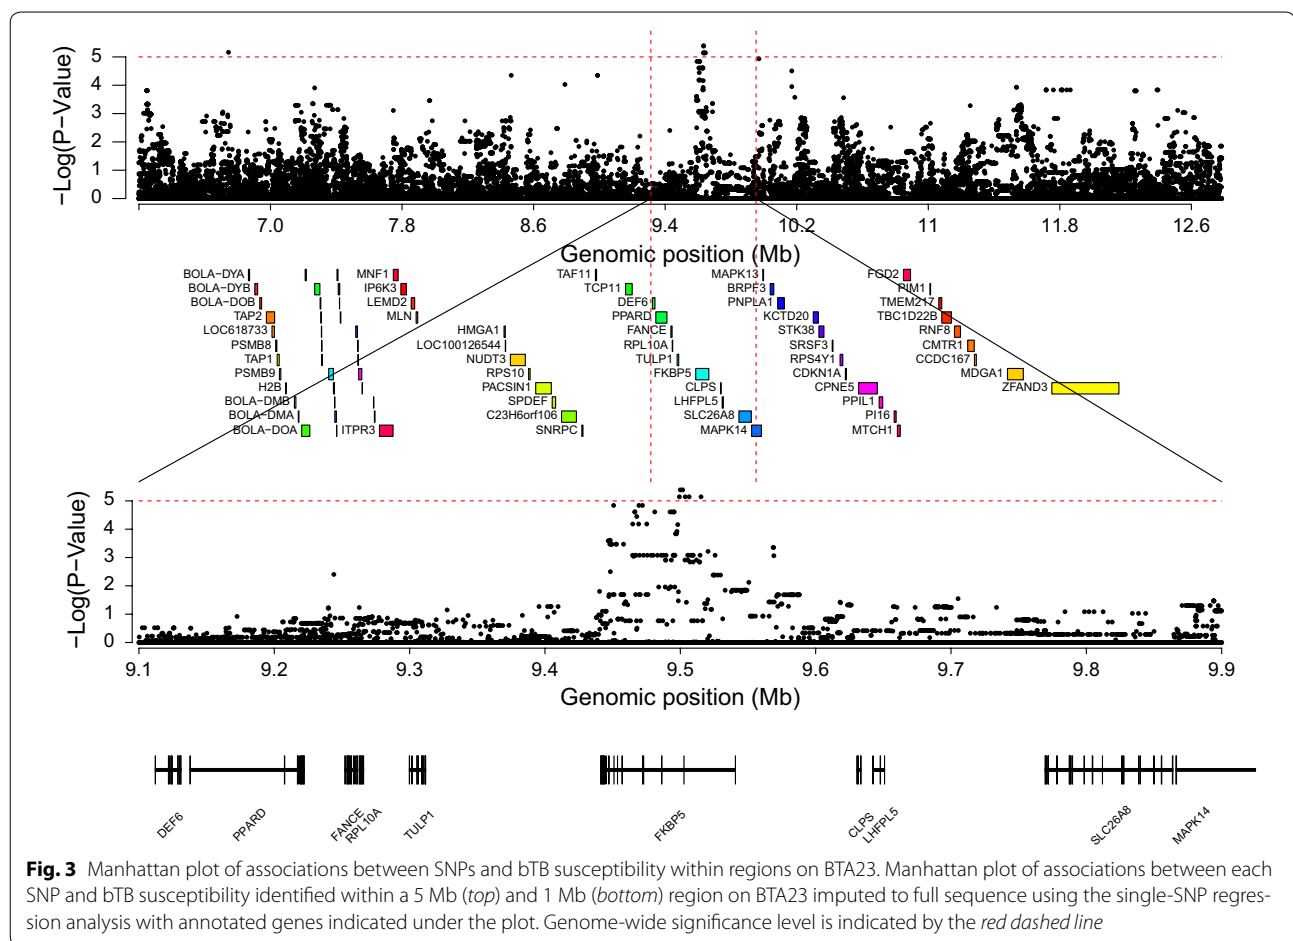 −Log(P-Value)
5
4
3
2
1
0
7.0 7.8 8.6 9.4 10.2 11 11.8 12.6
Genomic position (Mb)
BOLA−DYA MNF1 TAF11 MAPK13 FGD2
BOLA−DYB IP6K3 TCP11 BRPF3 PIM1
BOLA−DOB LEMD2 DEF6 PNPLA1 TMEM217
TAP2 MLN PPARD KCTD20 TBC1D22B
LOC618733 HMGA1 FANCE STK38 RNF8
PSMB8 LOC100126544 RPL10A SRSF3 CMTR1
TAP1 NUDT3 TULP1 RPS4Y1 CCDC167
PSMB9 RPS10 FKBP5 CDKN1A MDGA1
H2B PACSIN1 CLPS CPNE5 ZFAND3
BOLA−DMB SPDEF LHFPL5 PPIL1
BOLA−DMA C23H6orf106 SLC26A8 PI16
BOLA−DOA ITPR3 SNRPC MAPK14 MTCH1
−Log(P-Value)
5
4
3
2
1
0
9.1 9.2 9.3 9.4 9.5 9.6 9.7 9.8 9.9
Genomic position (Mb)
DEF6 PPARD FANCE RPL10A TULP1 FKBP5 CLPS LHFPL5 SLC26A8 MAPK14
Fig. 3 Manhattan plot of associations between SNPs and bTB susceptibility within regions on BTA23. Manhattan plot of associations between each
SNP and bTB susceptibility identified within a 5 Mb (top) and 1 Mb (bottom) region on BTA23 imputed to full sequence using the single-SNP regres-
sion analysis with annotated genes indicated under the plot. Genome-wide significance level is indicated by the red dashed line